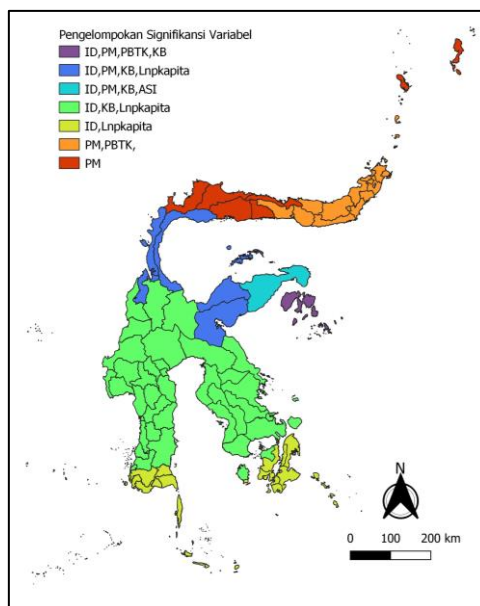 Pengelompokan Signifikansi Variabel
ID,PM,PBTK,KB
ID,PM,KB,Lnpkapita
ID,PM,KB,ASI
ID,KB,Lnpkapita
ID,Lnpkapita
PM,PBTK,
PM
N
0 100 200 km